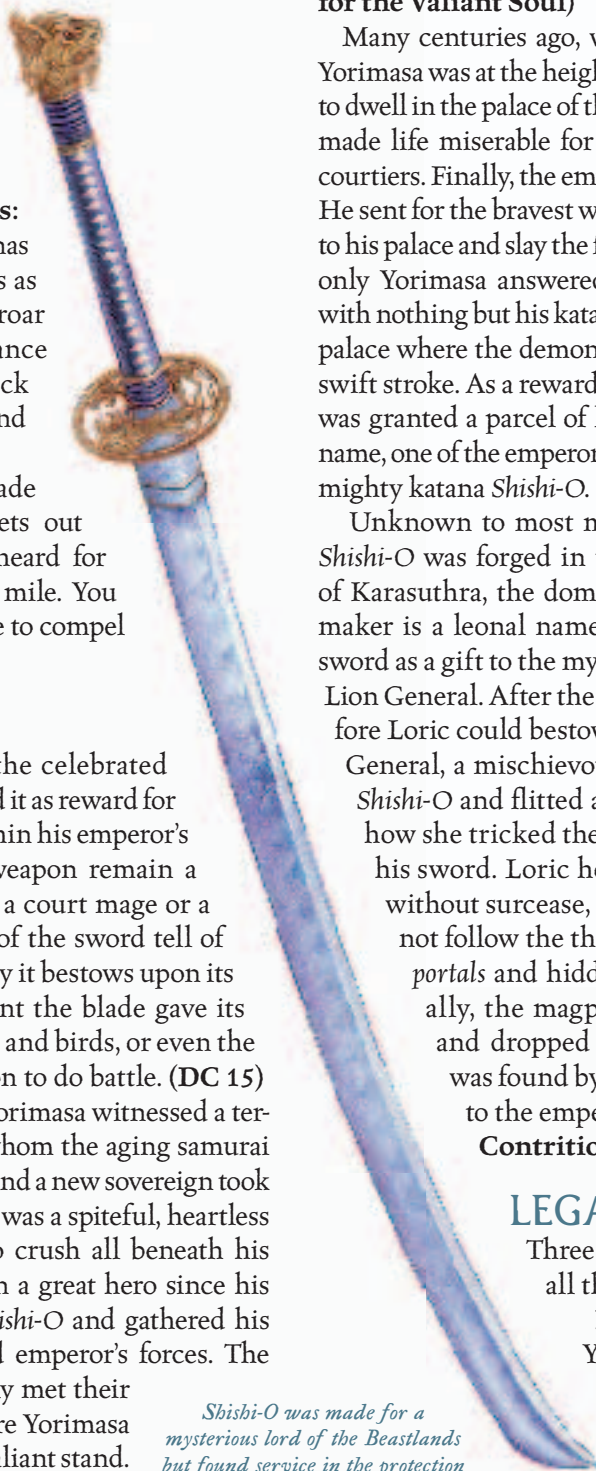 s:
has
s as
roar
ance
ck
nd
ade
ets out
heard for
mile. You
e to compel
the celebrated
d it as reward for
hin his emperor's
weapon remain a
a court mage or a
of the sword tell of
y it bestows upon its
nt the blade gave its
and birds, or even the
on to do battle. (DC 15)
orimasa witnessed a ter-
hom the aging samurai
nd a new sovereign took
was a spiteful, heartless
o crush all beneath his
n a great hero since his
ishi-O and gathered his
d emperor's forces. The
y met their
re Yorimasa
aliant stand.
Shishi-O was made for a
mysterious lord of the Beastlands
but found service in the protection
for the Valiant Soul)
Many centuries ago, w
Yorimasa was at the heigh
to dwell in the palace of th
made life miserable for
courtiers. Finally, the em
He sent for the bravest w
to his palace and slay the f
only Yorimasa answered
with nothing but his kata
palace where the demon
swift stroke. As a reward
was granted a parcel of l
name, one of the emperor
mighty katana Shishi-O.
Unknown to most m
Shishi-O was forged in
of Karasuthra, the dom
maker is a leonal name
sword as a gift to the my
Lion General. After the
fore Loric could bestow
General, a mischievou
Shishi-O and flitted a
how she tricked the
his sword. Loric h
without surcease,
not follow the th
portals and hidd
ally, the magp
and dropped
was found by
to the empe
Contritio
LEGA
Three
all th
Y